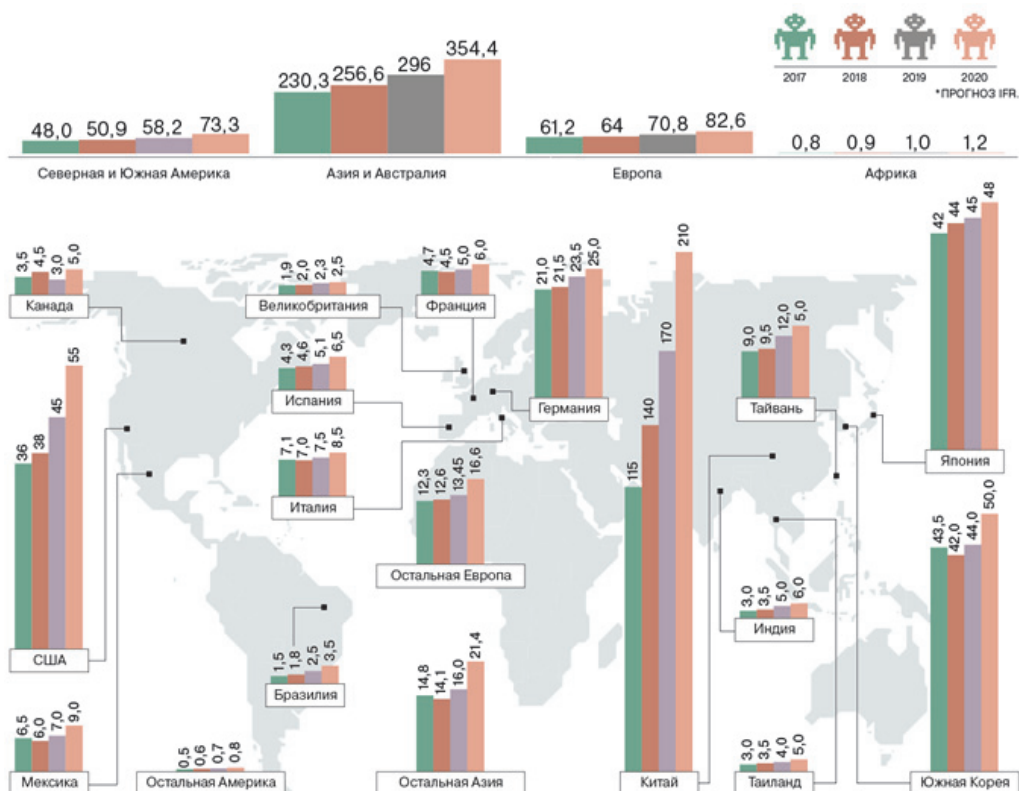 2017 2018 2019 2020
*ПРОГНОЗ IFR.
48,0 50,9 58,2 73,3
Северная и Южная Америка
230,3 256,6 296 354,4
Азия и Австралия
61,2 64 70,8 82,6
Европа
0,8 0,9 1,0 1,2
Африка
3,5 4,5 3,0 5,0
Канада
1,9 2,0 2,3 2,5
Великобритания
4,7 4,5 5,0 6,0
Франция
21,0 21,5 23,5 25,0
Германия
9,0 9,5 12,0 5,0
Тайвань
42 44 45 48
Япония
36 38 45 55
США
4,3 4,6 5,1 6,5
Испания
7,1 7,0 7,5 8,5
Италия
12,3 12,6 13,45 16,6
Остальная Европа
115 140 170 210
Китай
3,0 3,5 5,0 6,0
Индия
43,5 42,0 44,0 50,0
Южная Корея
1,5 1,8 2,5 3,5
Бразилия
6,5 6,0 7,0 9,0
Мексика
0,5 0,6 0,7 0,8
Остальная Америка
14,8 14,1 16,0 21,4
Остальная Азия
3,0 3,5 4,0 5,0
Таиланд